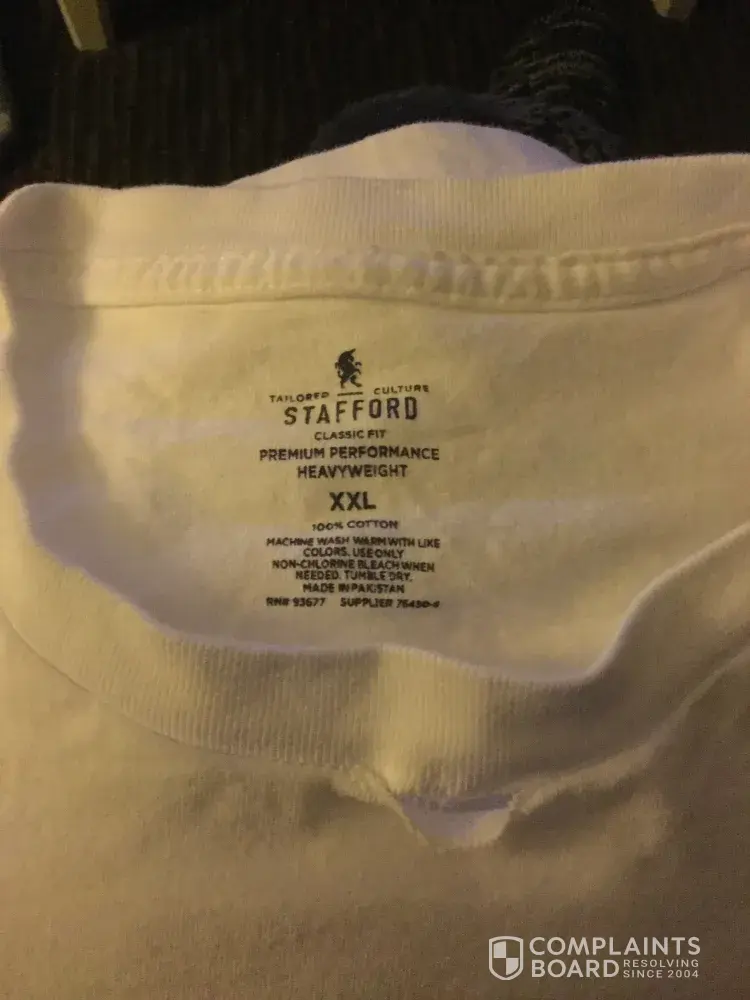 TAILORED CULTURE
STAFFORD
CLASSIC FIT
PREMIUM PERFORMANCE
HEAVYWEIGHT
XXL
100% COTTON
MACHINE WASH WARM WITH LIKE
COLORS. USE ONLY
NON-CHLORINE BLEACH WHEN
NEEDED. TUMBLE DRY.
MADE IN PAKISTAN
RN# 93677 SUPPLIER
COMPLAINTS
BOARD RESOLVING
SINCE 2004